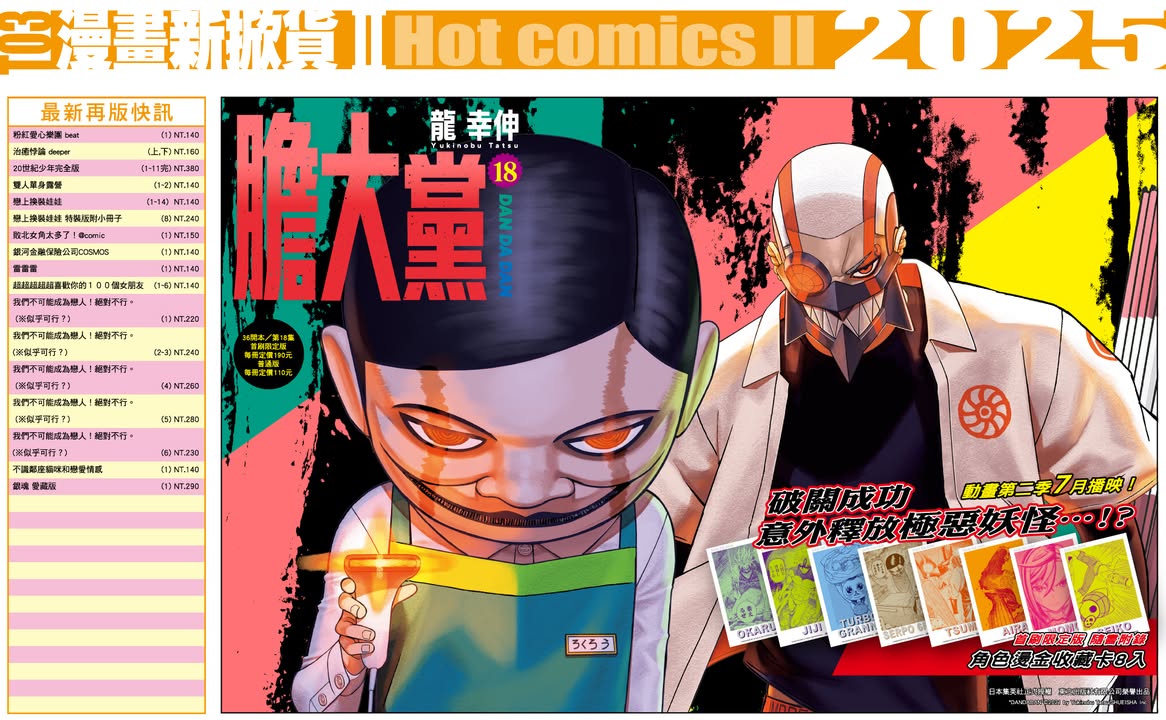 03
漫畫新掀貨 II
Hot comics II
2025
最新再版快訊
粉紅愛心樂團 beat (1) NT.140
治癒悖論 deeper (上,下) NT.160
20世紀少年完全版 (1-11完) NT.380
雙人單身露營 (1-2) NT.140
戀上換裝娃娃 (1-14) NT.140
戀上換裝娃娃 特裝版附小冊子 (8) NT.240
敗北女角太多了！@comic (1) NT.150
銀河金融保險公司COSMOS (1) NT.140
雷雷雷 (1) NT.140
超超超超超喜歡你的１００個女朋友 (1-6) NT.140
我們不可能成為戀人！絕對不行。
（※似乎可行？） (1) NT.220
我們不可能成為戀人！絕對不行。
(※似乎可行？) (2-3) NT.240
我們不可能成為戀人！絕對不行。
（※似乎可行？） (4) NT.260
我們不可能成為戀人！絕對不行。
（※似乎可行？） (5) NT.280
我們不可能成為戀人！絕對不行。
(※似乎可行？) (6) NT.230
不識鄰座貓咪和戀愛情感 (1) NT.140
銀魂 愛藏版 (1) NT.290
膽大黨
龍 幸伸
Yukinobu Tatsu
18
DAN DA DAN
36開本／第18集
首刷限定版
每冊定價190元
普通版
每冊定價110元
ろくろう
動畫第二季7月播映！
破關成功
意外釋放極惡妖怪…!?
OKARU
JIJI
TURBO
GRANN
SERPO
TSUM
AIRA
MOM
SEIKO
首刷限定版 隨書附錄
角色燙金收藏卡8入
日本集英社正式授權